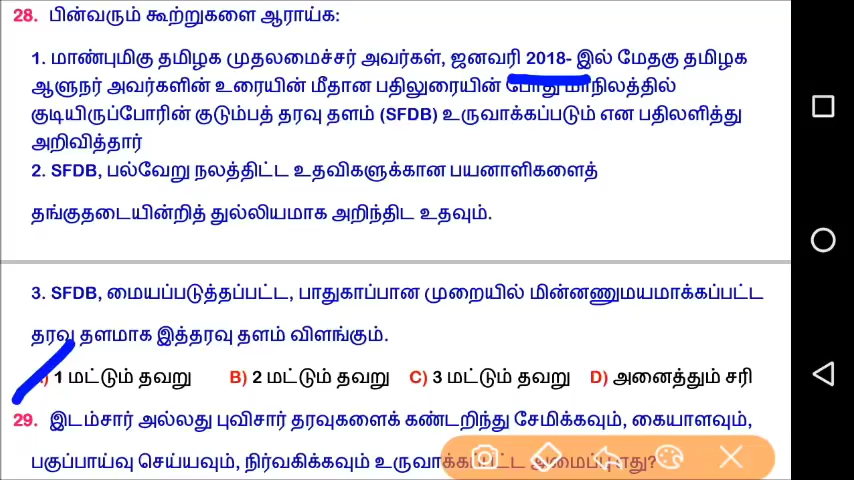 28. பின்வரும் கூற்றுகளை ஆராய்க:
1. மாண்புமிகு தமிழக முதலமைச்சர் அவர்கள், ஜனவரி 2018- இல் மேதகு தமிழக
ஆளுநர் அவர்களின் உரையின் மீதான பதிலுரையின் போது மாநிலத்தில்
குடியிருப்போரின் குடும்பத் தரவு தளம் (SFDB) உருவாக்கப்படும் என பதிலளித்து
அறிவித்தார்
2. SFDB, பல்வேறு நலத்திட்ட உதவிகளுக்கான பயனாளிகளைத்
தங்குதடையின்றித் துல்லியமாக அறிந்திட உதவும்.
3. SFDB, மையப்படுத்தப்பட்ட, பாதுகாப்பான முறையில் மின்னணுமயமாக்கப்பட்ட
தரவு தளமாக இத்தரவு தளம் விளங்கும்.
A) 1 மட்டும் தவறு B) 2 மட்டும் தவறு C) 3 மட்டும் தவறு D) அனைத்தும் சரி
29. இடம்சார் அல்லது புவிசார் தரவுகளைக் கண்டறிந்து சேமிக்கவும், கையாளவும்,
பகுப்பாய்வு செய்யவும், நிர்வகிக்கவும் உருவாக்கப்பட்ட அமைப்பு எது?